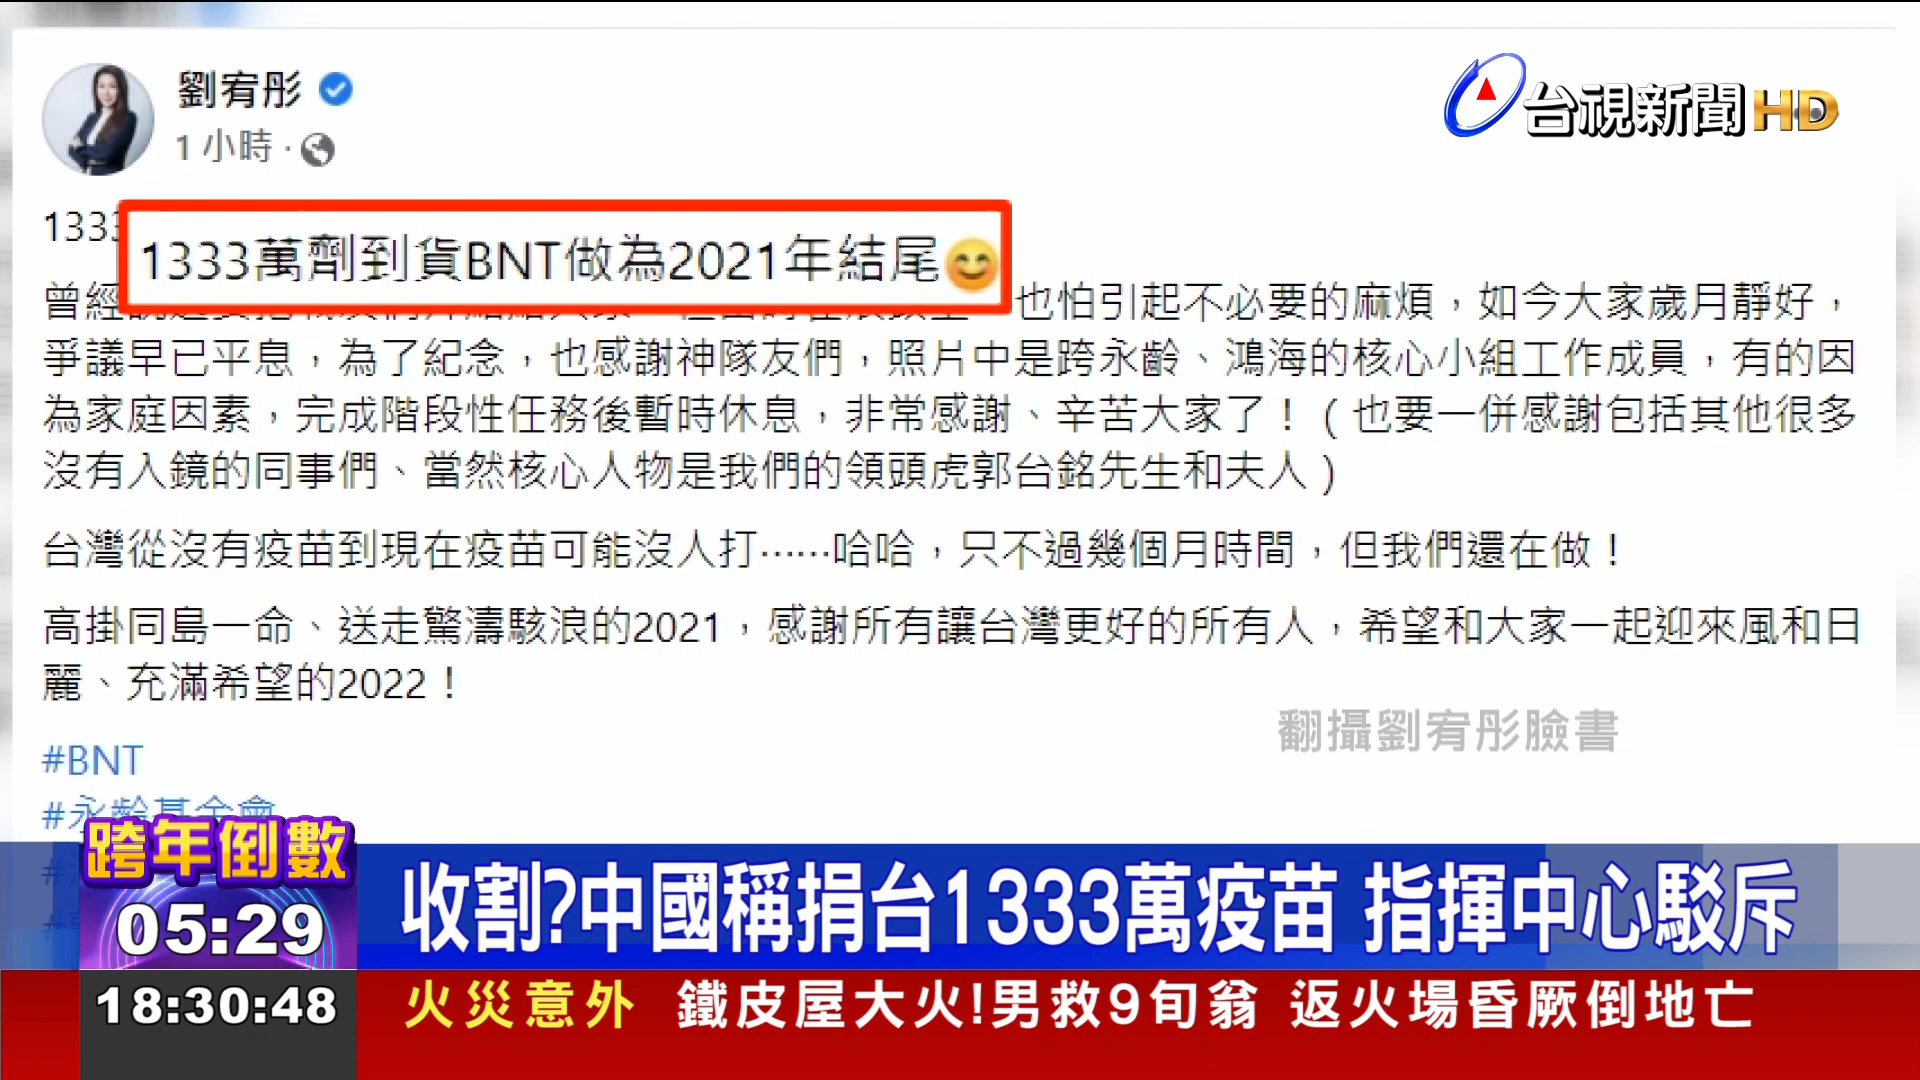 劉宥彤
1 小時
台視新聞HD
1333萬劑到貨BNT做為2021年結尾
曾經
也怕引起不必要的麻煩，如今大家歲月靜好，
爭議早已平息，為了紀念，也感謝神隊友們，照片中是跨永齡、鴻海的核心小組工作成員，有的因
為家庭因素，完成階段性任務後暫時休息，非常感謝、辛苦大家了！（也要一併感謝包括其他很多
沒有入鏡的同事們、當然核心人物是我們的領頭虎郭台銘先生和夫人）
台灣從沒有疫苗到現在疫苗可能沒人打⋯⋯哈哈，只不過幾個月時間，但我們還在做！
高掛同島一命、送走驚濤駭浪的2021，感謝所有讓台灣更好的所有人，希望和大家一起迎來風和日
麗、充滿希望的2022！
翻攝劉宥彤臉書
#BNT
#永齡基金會
跨年倒數
05:29
收割?中國稱捐台1333萬疫苗 指揮中心駁斥
18:30:48
火災意外 鐵皮屋大火!男救9旬翁 返火場昏厥倒地亡